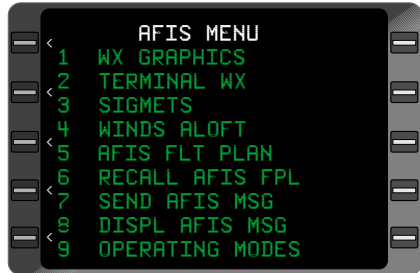 AFIS MENU
1 WX GRAPHICS
2 TERMINAL WX
3 SIGMETS
4 WINDS ALOFT
5 AFIS FLT PLAN
6 RECALL AFIS FPL
7 SEND AFIS MSG
8 DISPL AFIS MSG
9 OPERATING MODES